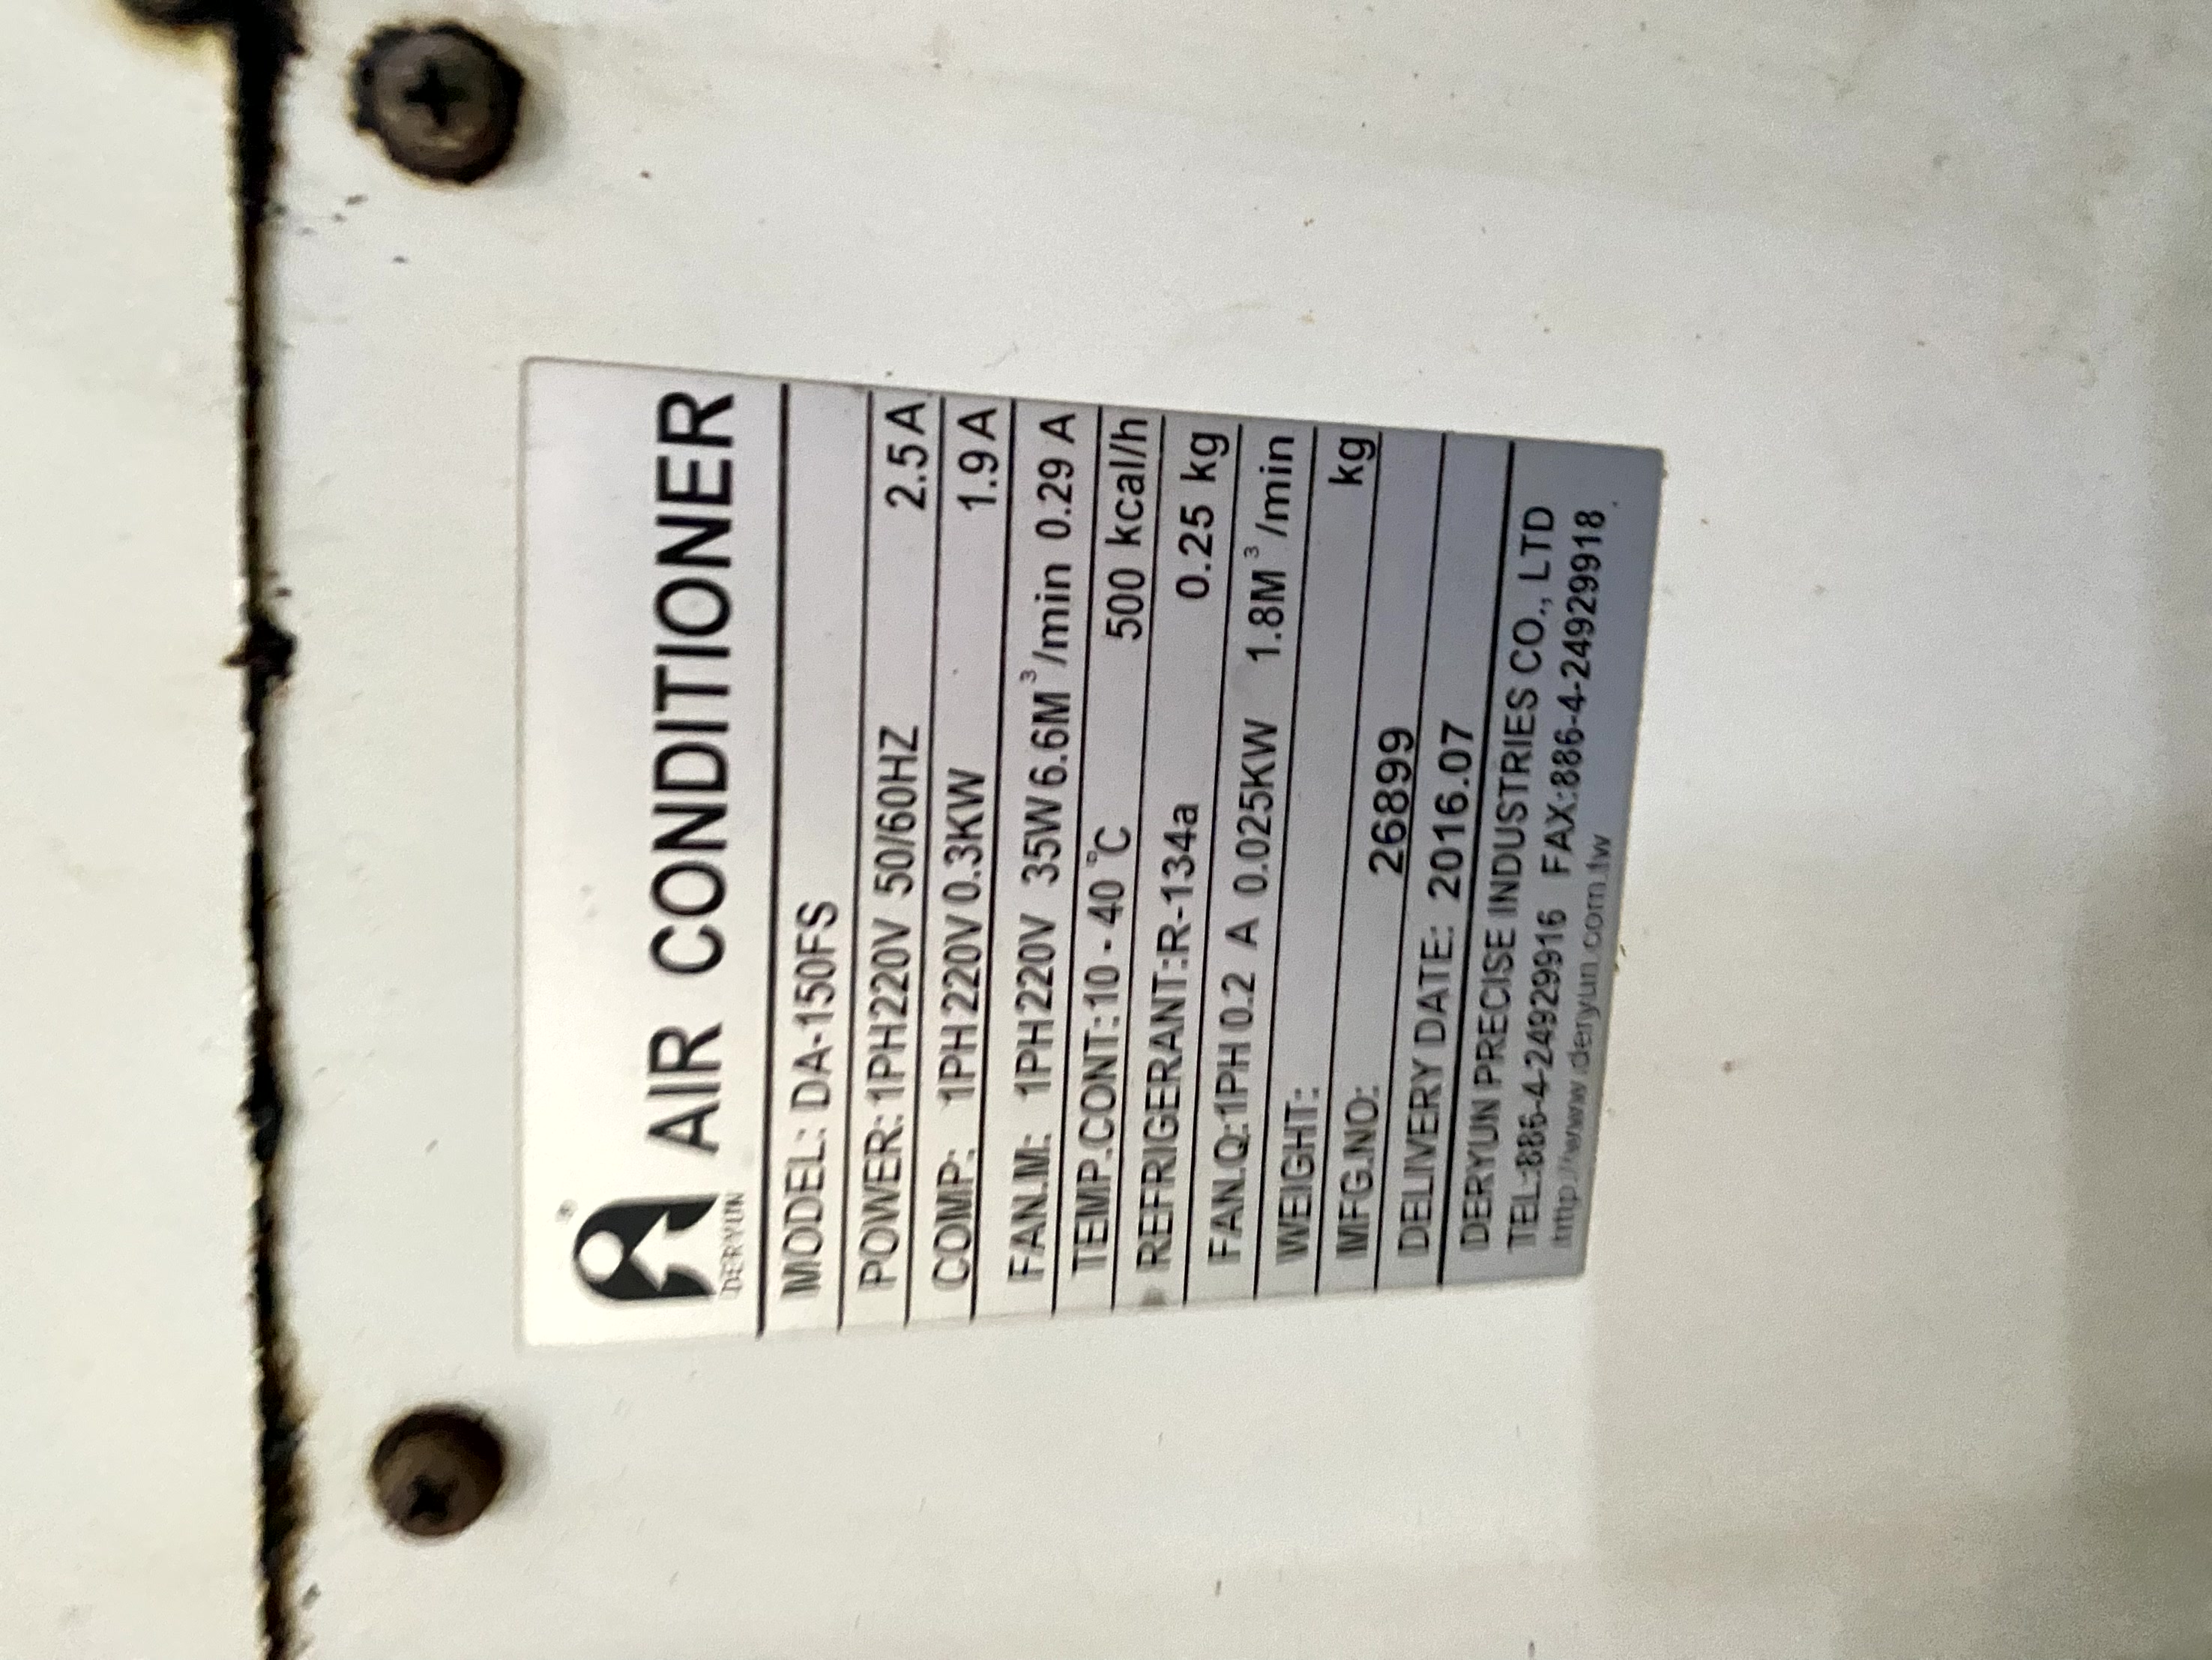 DERYUN
AIR CONDITIONER
MODEL: DA-150FS
POWER: 1PH220V 50/60HZ 2.5 A
COMP: 1PH 220V 0.3KW 1.9 A
FAN.M: 1PH220V 35W 6.6M³/min 0.29 A
TEMP.CONT: 10 - 40 ℃ 500 kcal/h
REFRIGERANT: R-134a 0.25 kg
FAN.Q: 1PH 0.2 A 0.025KW 1.8M³/min
WEIGHT: kg
MFG.NO: 26899
DELIVERY DATE: 2016.07
DERYUN PRECISE INDUSTRIES CO., LTD
TEL:886-4-24929916 FAX:886-4-24929918
http://www.deryun.com.tw